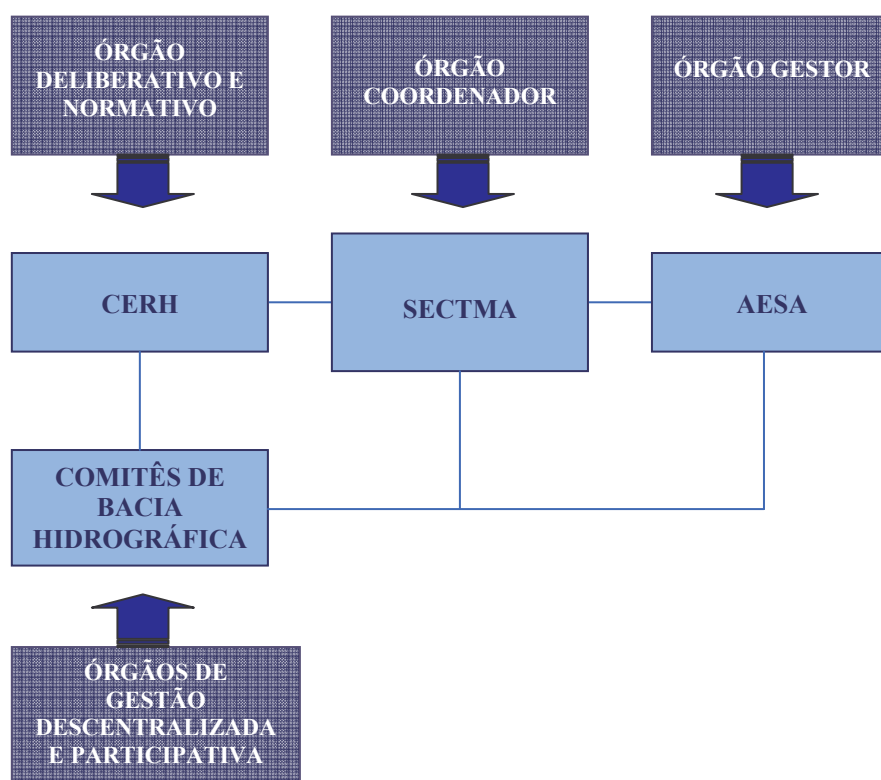 ÓRGÃO
DELIBERATIVO E
NORMATIVO
ÓRGÃO
COORDENADOR
ÓRGÃO GESTOR
CERH
SECTMA
AESA
COMITÊS DE
BACIA
HIDROGRÁFICA
ÓRGÃOS DE
GESTÃO
DESCENTRALIZADA
E PARTICIPATIVA